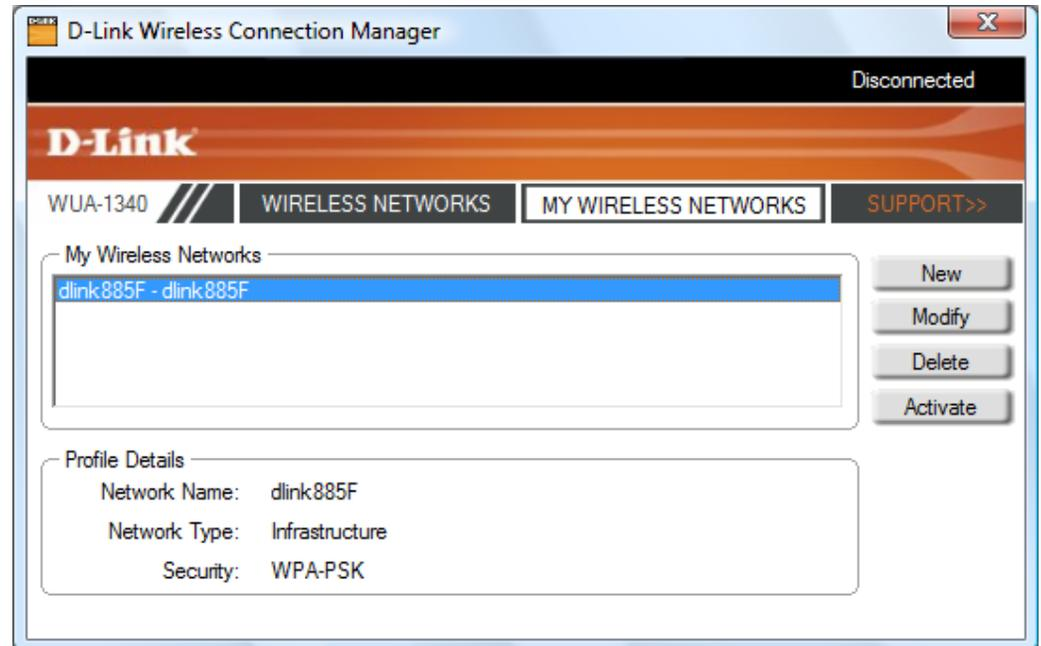 D-Link Wireless Connection Manager
Disconnected
D-Link
WUA-1340
WIRELESS NETWORKS
MY WIRELESS NETWORKS
SUPPORT>>
My Wireless Networks
dlink885F - dlink885F
New
Modify
Delete
Activate
Profile Details
Network Name: dlink885F
Network Type: Infrastructure
Security: WPA-PSK